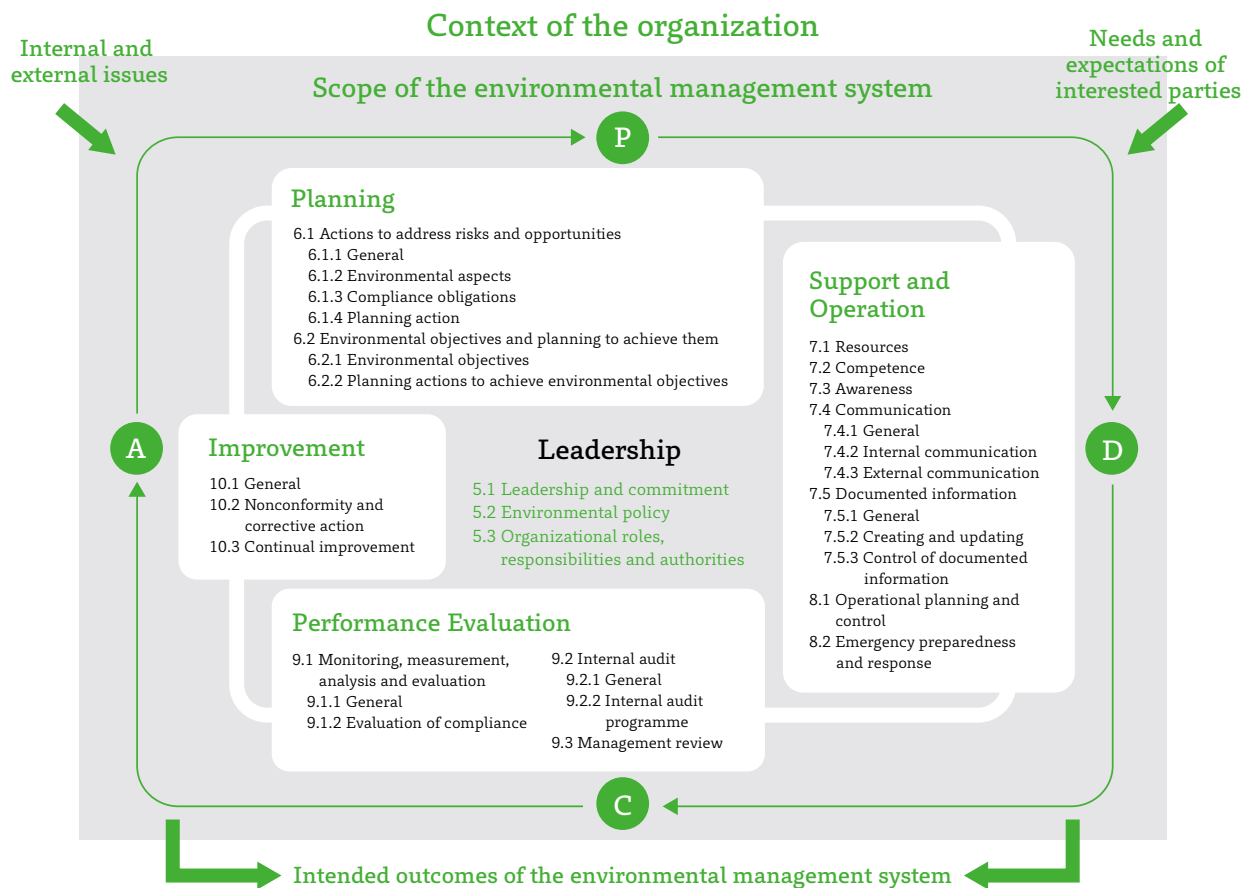 Context of the organization
Internal and
external issues
Needs and
expectations of
interested parties
Scope of the environmental management system
P
Planning
6.1 Actions to address risks and opportunities
6.1.1 General
6.1.2 Environmental aspects
6.1.3 Compliance obligations
6.1.4 Planning action
6.2 Environmental objectives and planning to achieve them
6.2.1 Environmental objectives
6.2.2 Planning actions to achieve environmental objectives
Support and
Operation
7.1 Resources
7.2 Competence
7.3 Awareness
7.4 Communication
7.4.1 General
7.4.2 Internal communication
7.4.3 External communication
7.5 Documented information
7.5.1 General
7.5.2 Creating and updating
7.5.3 Control of documented
information
8.1 Operational planning and
control
8.2 Emergency preparedness
and response
D
A
Improvement
10.1 General
10.2 Nonconformity and
corrective action
10.3 Continual improvement
Leadership
5.1 Leadership and commitment
5.2 Environmental policy
5.3 Organizational roles,
responsibilities and authorities
Performance Evaluation
9.1 Monitoring, measurement,
analysis and evaluation
9.1.1 General
9.1.2 Evaluation of compliance
9.2 Internal audit
9.2.1 General
9.2.2 Internal audit
programme
9.3 Management review
C
Intended outcomes of the environmental management system